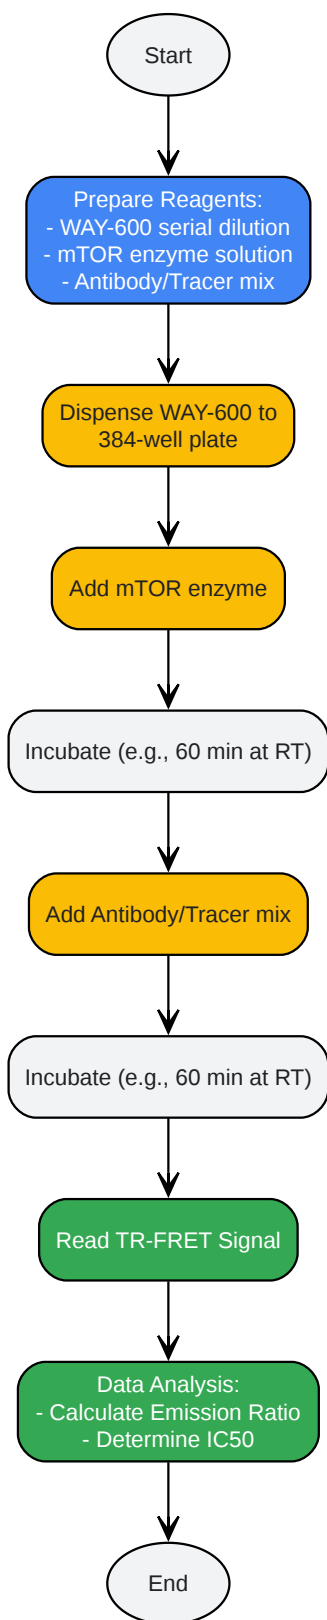 Start
Prepare Reagents:
- WAY-600 serial dilution
- mTOR enzyme solution
- Antibody/Tracer mix
Dispense WAY-600 to
384-well plate
Add mTOR enzyme
Incubate (e.g., 60 min at RT)
Add Antibody/Tracer mix
Incubate (e.g., 60 min at RT)
Read TR-FRET Signal
Data Analysis:
- Calculate Emission Ratio
- Determine IC50
End